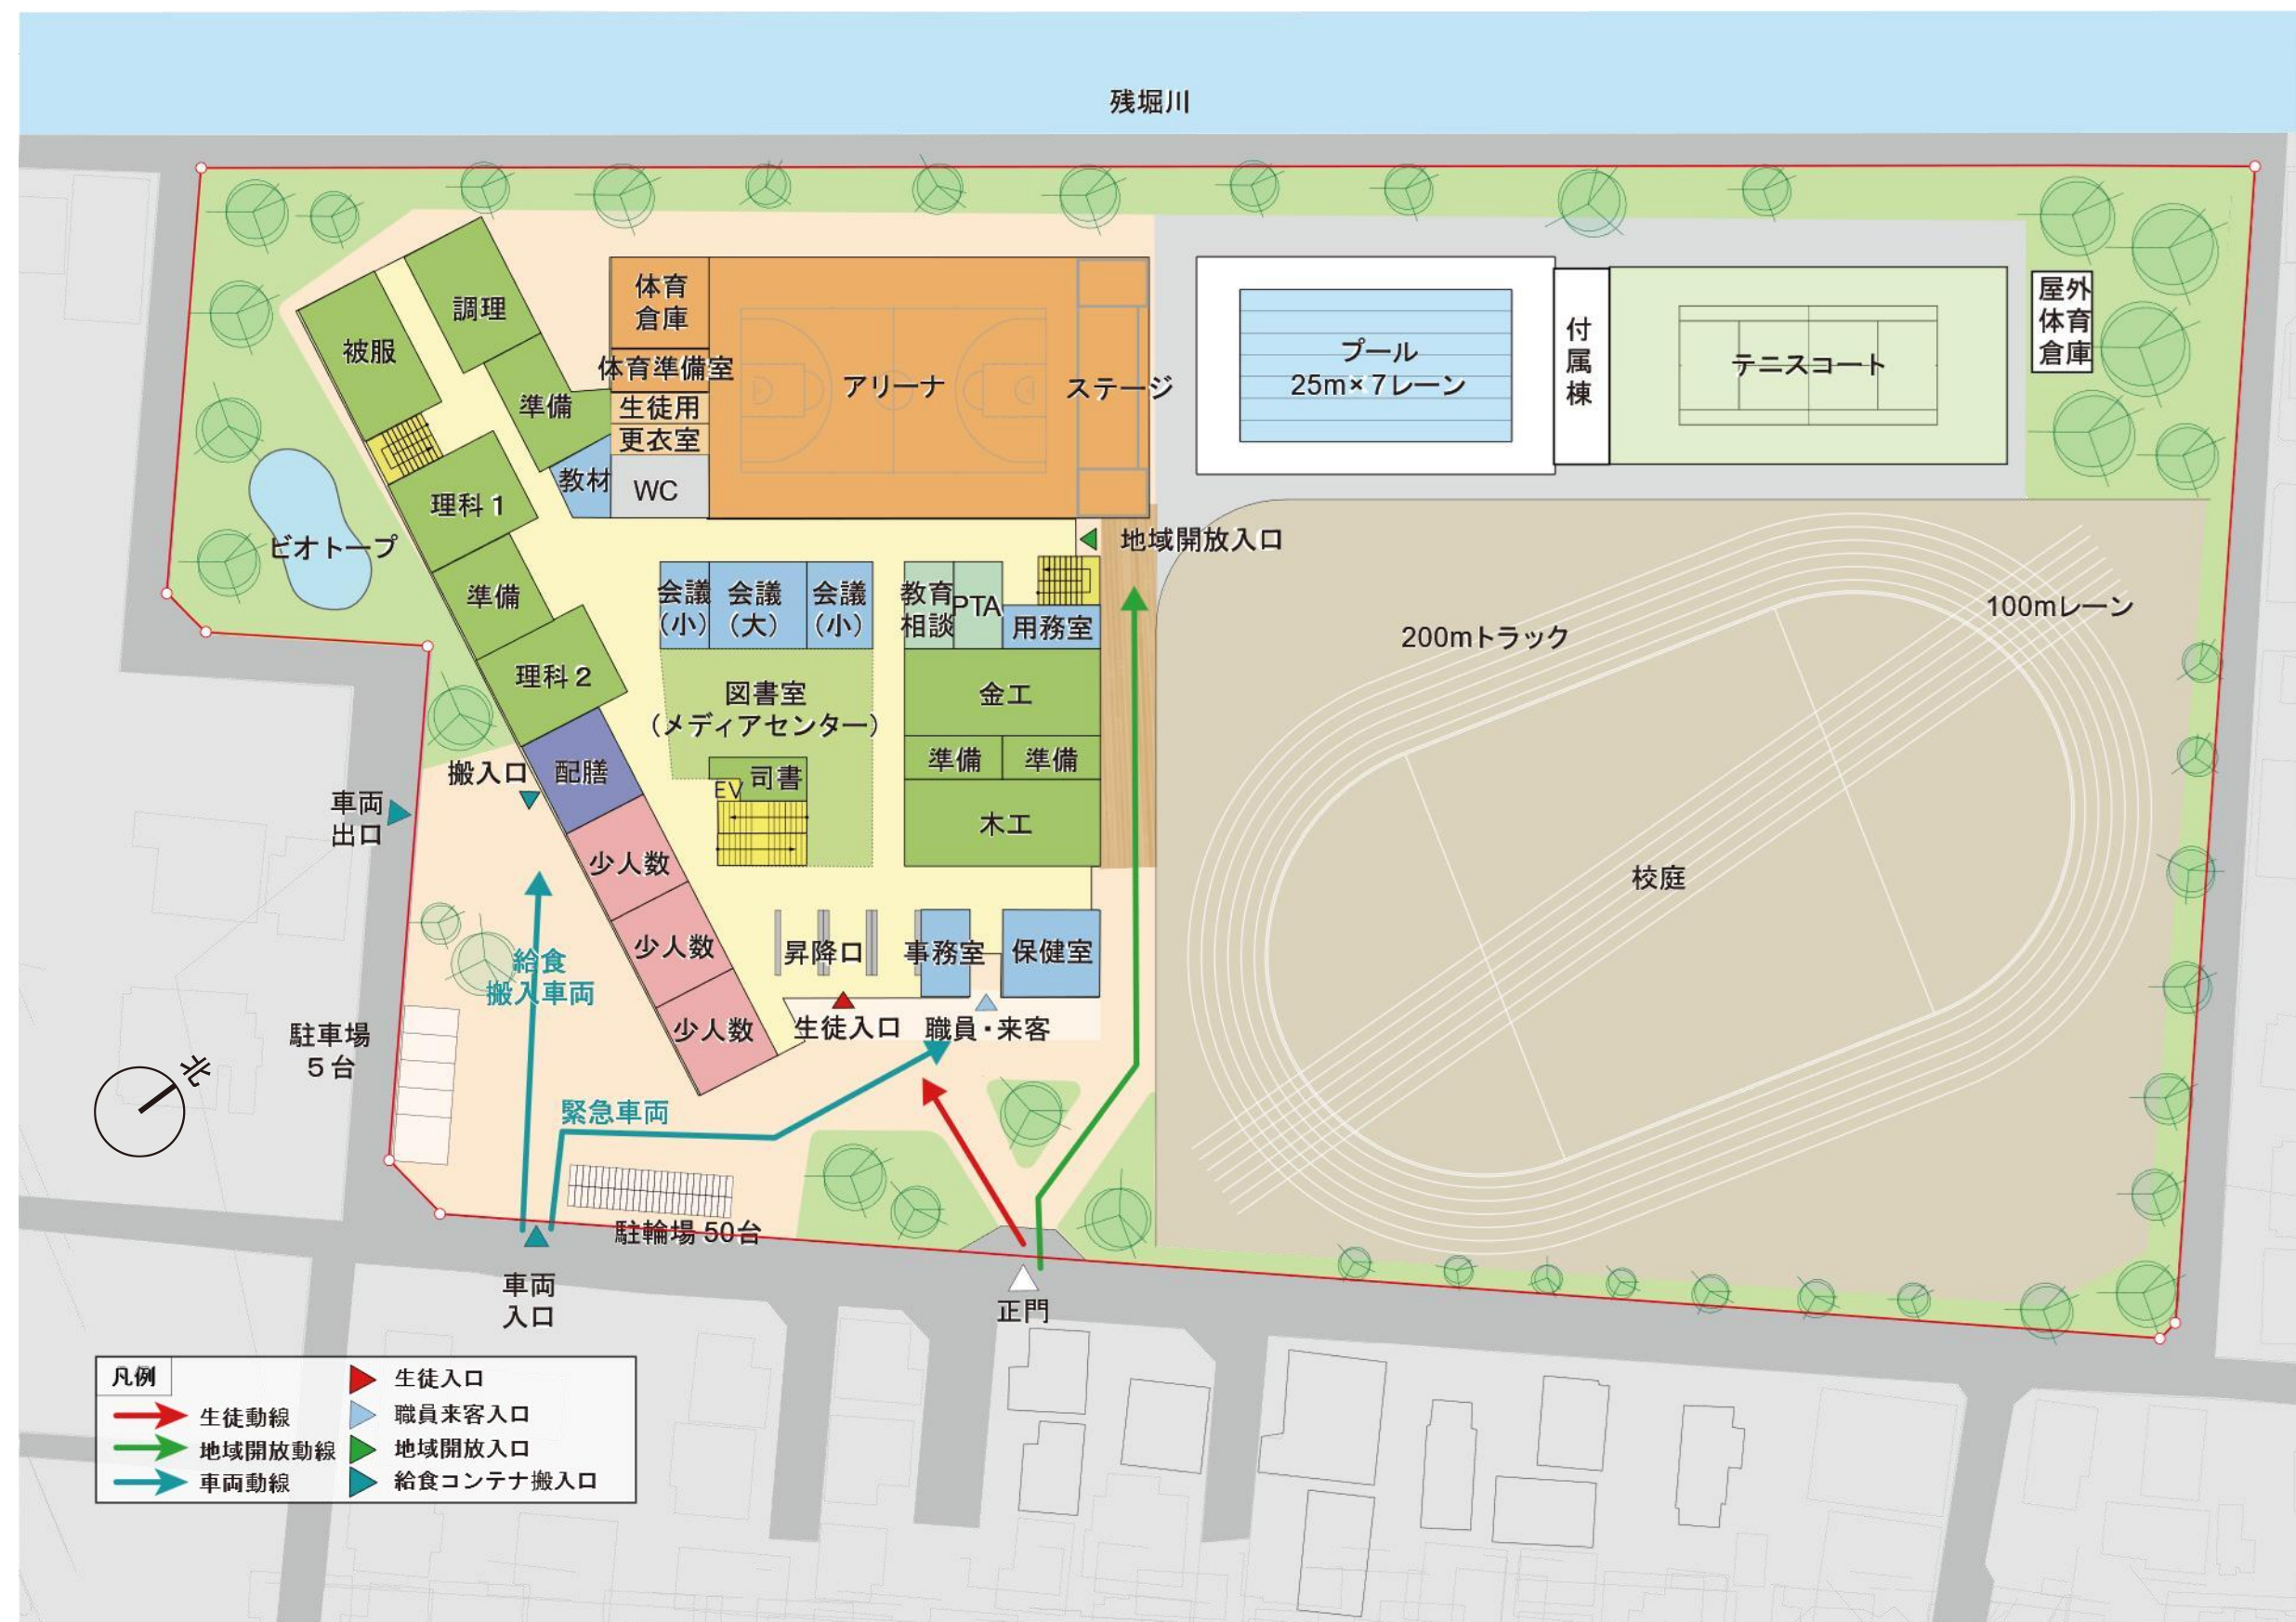 残堀川
調理
被服
準備
体育
倉庫
体育準備室
生徒用
更衣室
WC
教材
アリーナ
ステージ
プール
25m×7レーン
付
属
棟
テニスコート
屋外
体育
倉庫
理科1
ビオトープ
準備
理科2
地域開放入口
会議
（小）
会議
（大）
会議
（小）
教育
相談
PTA
用務室
図書室
（メディアセンター）
金工
準備
準備
木工
司書
EV
200mトラック
100mレーン
校庭
搬入口
配膳
車両
出口
少人数
少人数
少人数
昇降口
事務室
保健室
生徒入口
職員・来客
給食
搬入車両
駐車場
5台
北
緊急車両
駐輪場 50台
車両
入口
正門
凡例
生徒動線
地域開放動線
車両動線
生徒入口
職員来客入口
地域開放入口
給食コンテナ搬入口